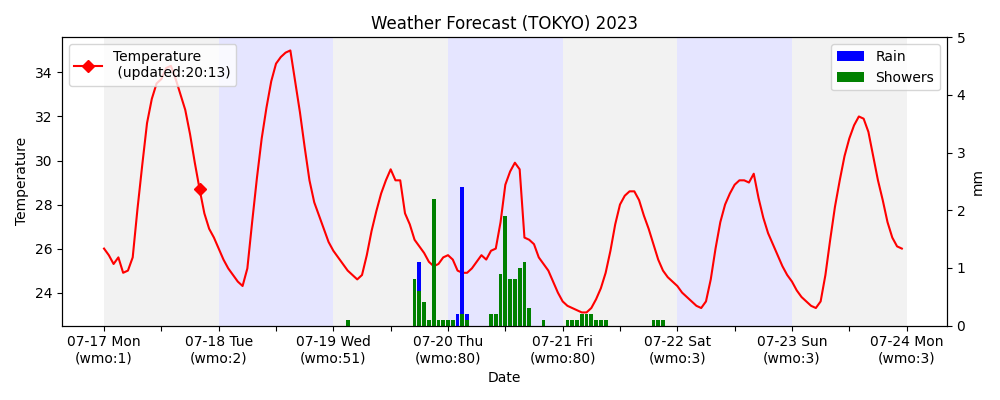 Weather Forecast (TOKYO) 2023
Temperature
(updated:20:13)
Rain
Showers
Temperature
34
32
30
28
26
24
5
4
3
2
1
0
mm
07-17 Mon
(wmo:1)
07-18 Tue
(wmo:2)
07-19 Wed
(wmo:51)
07-20 Thu
(wmo:80)
07-21 Fri
(wmo:80)
07-22 Sat
(wmo:3)
07-23 Sun
(wmo:3)
07-24 Mon
(wmo:3)
Date